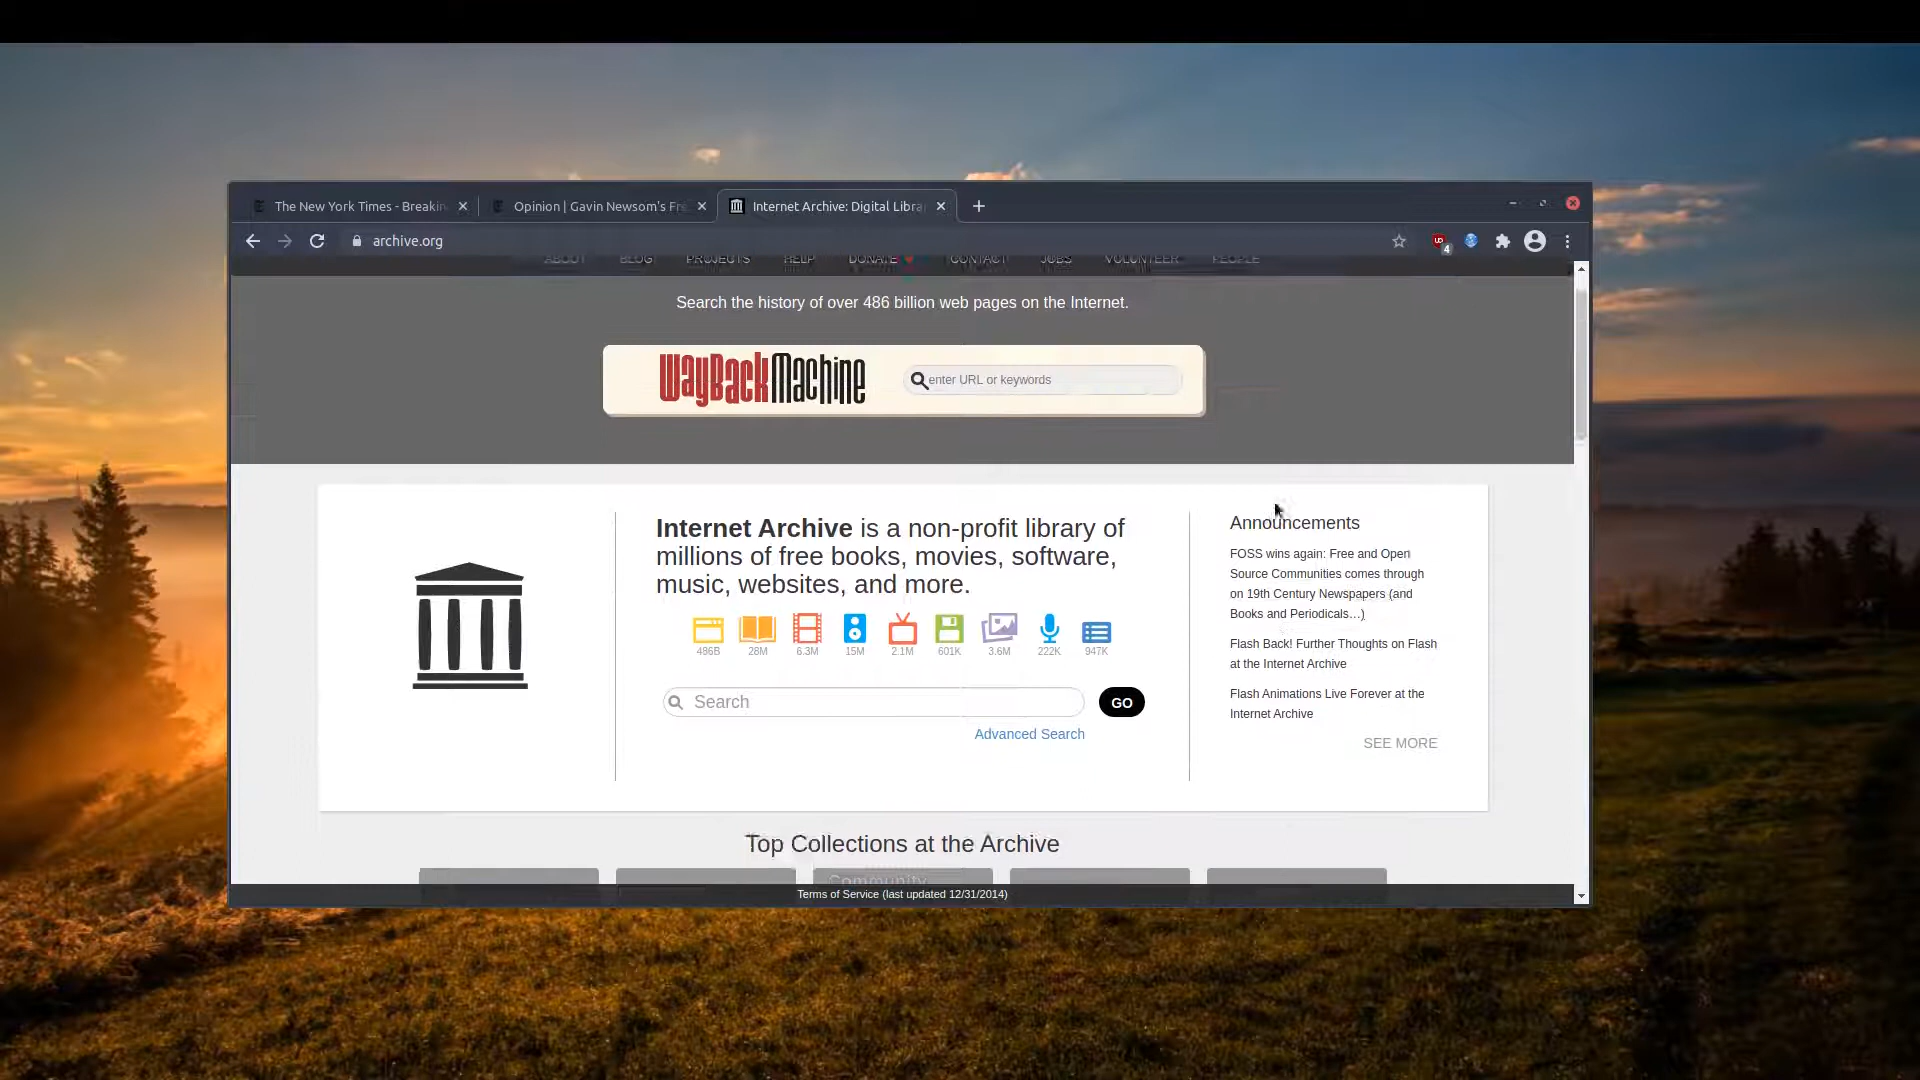 The New York Times - Breakin
Opinion | Gavin Newsom's Fr
Internet Archive: Digital Libra
archive.org
4
ABOUT BLOG PROJECTS HELP DONATE CONTACT JOBS VOLUNTEER PEOPLE
Search the history of over 486 billion web pages on the Internet.
WayBackMachine
enter URL or keywords
Internet Archive is a non-profit library of
millions of free books, movies, software,
music, websites, and more.
486B 28M 6.3M 15M 2.1M 601K 3.6M 222K 947K
Search
GO
Advanced Search
Announcements
FOSS wins again: Free and Open
Source Communities comes through
on 19th Century Newspapers (and
Books and Periodicals…)
Flash Back! Further Thoughts on Flash
at the Internet Archive
Flash Animations Live Forever at the
Internet Archive
SEE MORE
Top Collections at the Archive
Community
Terms of Service (last updated 12/31/2014)